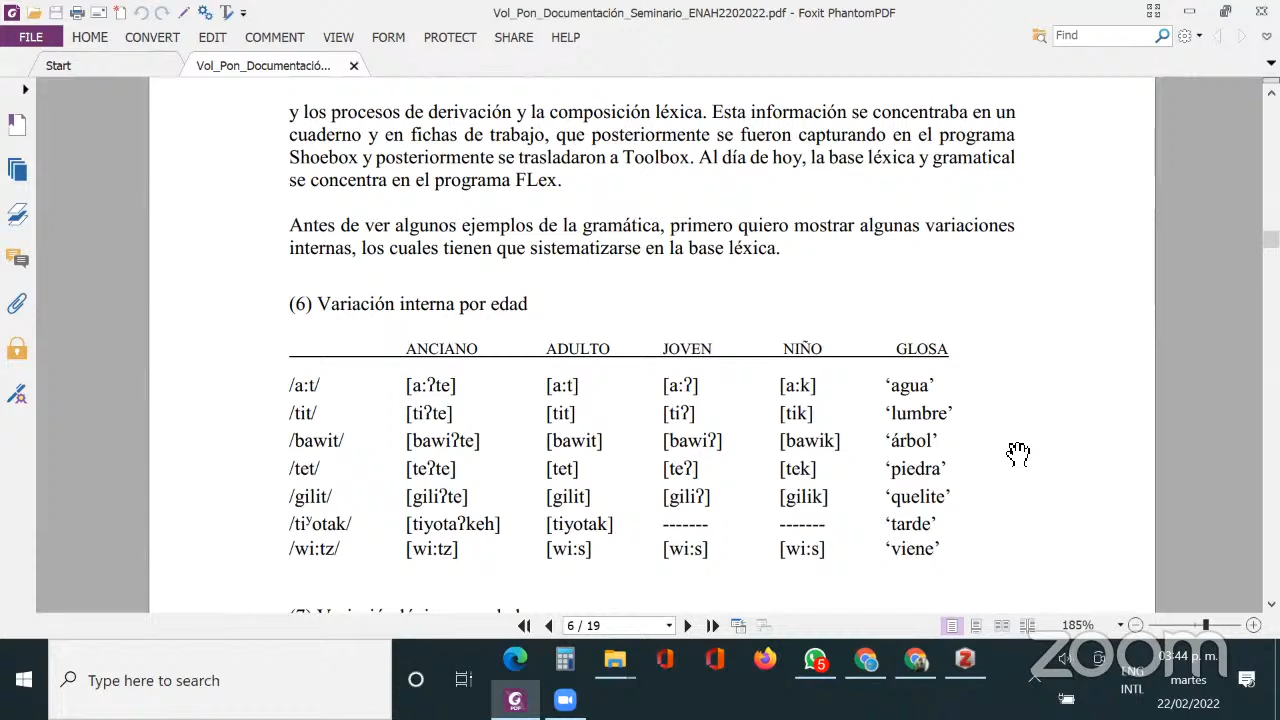 Vol_Pon_Documentación_Seminario_ENAH2202022.pdf - Foxit PhantomPDF
FILE HOME CONVERT EDIT COMMENT VIEW FORM PROTECT SHARE HELP Find
Start Vol_Pon_Documentació...
y los procesos de derivación y la composición léxica. Esta información se concentraba en un
cuaderno y en fichas de trabajo, que posteriormente se fueron capturando en el programa
Shoebox y posteriormente se trasladaron a Toolbox. Al día de hoy, la base léxica y gramatical
se concentra en el programa FLex.
Antes de ver algunos ejemplos de la gramática, primero quiero mostrar algunas variaciones
internas, los cuales tienen que sistematizarse en la base léxica.
(6) Variación interna por edad
ANCIANO ADULTO JOVEN NIÑO GLOSA
/a:t/ [a:ʔte] [a:t] [a:ʔ] [a:k] ‘agua’
/tit/ [tiʔte] [tit] [tiʔ] [tik] ‘lumbre’
/bawit/ [bawiʔte] [bawit] [bawiʔ] [bawik] ‘árbol’
/tet/ [teʔte] [tet] [teʔ] [tek] ‘piedra’
/gilit/ [giliʔte] [gilit] [giliʔ] [gilik] ‘quelite’
/tiʸotak/ [tiyotaʔkeh] [tiyotak] ------- ------- ‘tarde’
/wi:tz/ [wi:tz] [wi:s] [wi:s] [wi:s] ‘viene’
6 / 19 185%
zoom
Type here to search
5
ENG
INTL
03:44 p. m.
martes
22/02/2022